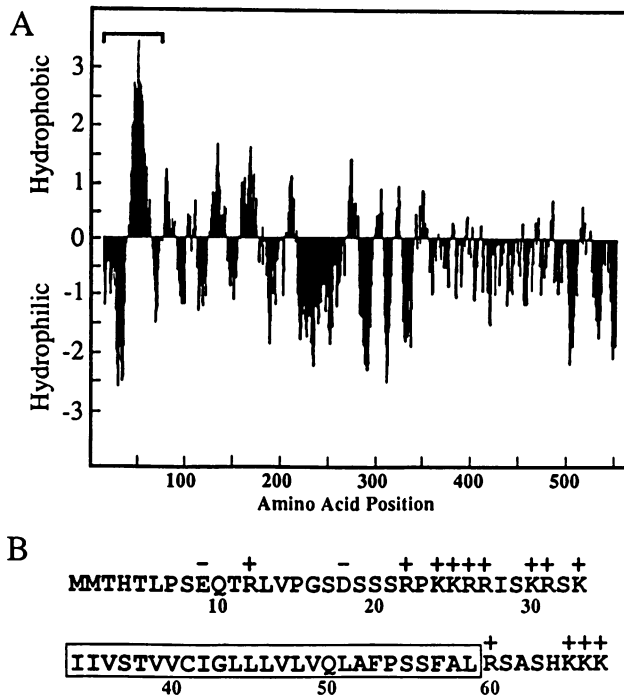 A
Hydrophobic
Hydrophilic
3
2
1
0
-1
-2
-3
100 200 300 400 500
Amino Acid Position
B
- + - + + + + + + + +
MMTHTLPSEQTRLVPGSDSSSRPKKRRISKRSK
10 20 30
+ +++
IIVSTVVCIGLLLVLVQLAFPSSFALRSASHKKK
40 50 60